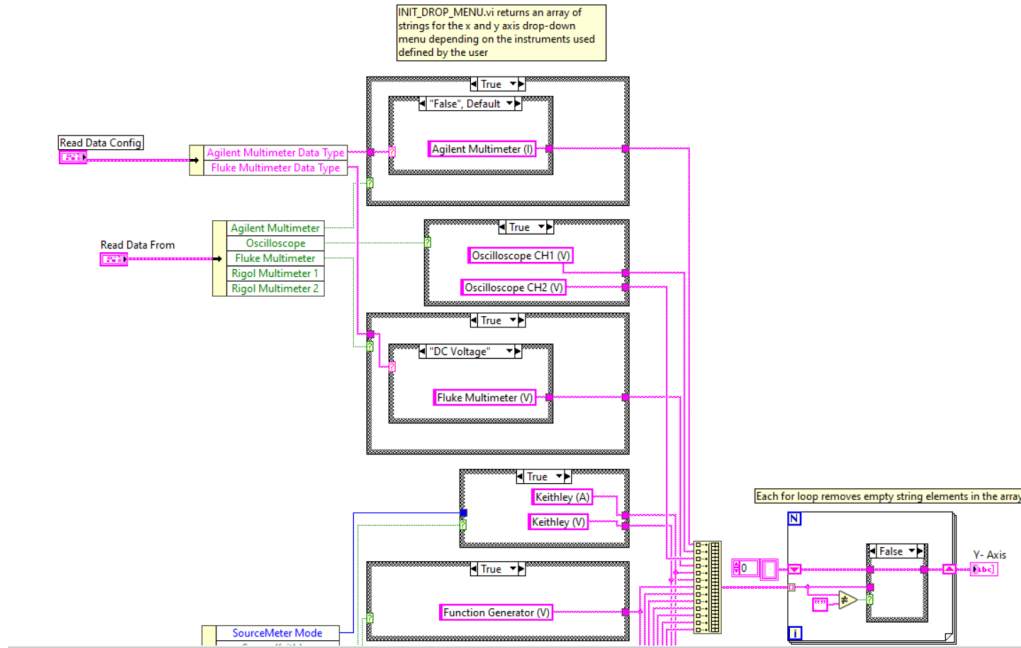 INIT_DROP_MENU.vi returns an array of
strings for the x and y axis drop-down
menu depending on the instruments used
defined by the user
True
"False", Default
Read Data Config
Agilent Multimeter (I)
Agilent Multimeter Data Type
Fluke Multimeter Data Type
True
Agilent Multimeter
Oscilloscope
Fluke Multimeter
Rigol Multimeter 1
Rigol Multimeter 2
Read Data From
Oscilloscope CH1 (V)
Oscilloscope CH2 (V)
True
"DC Voltage"
Fluke Multimeter (V)
True
Keithley (A)
Keithley (V)
Each for loop removes empty string elements in the array
N
False
Y- Axis
abc
0
True
Function Generator (V)
i
SourceMeter Mode